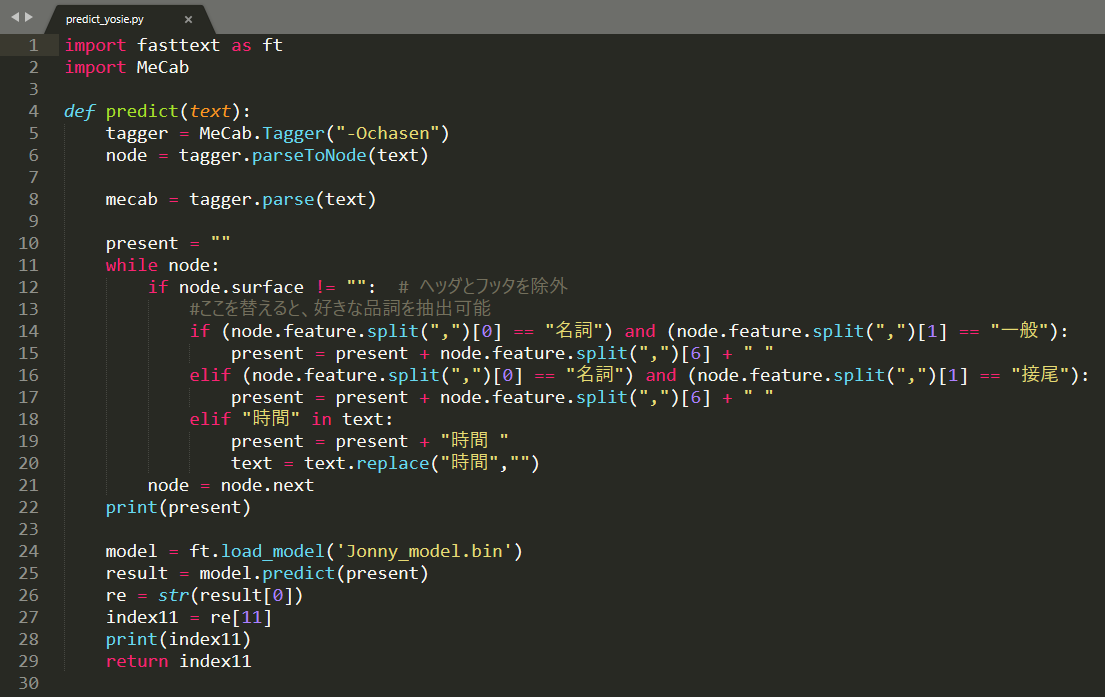 predict_yosie.py
1 import fasttext as ft
2 import MeCab
3
4 def predict(text):
5     tagger = MeCab.Tagger("-Ochasen")
6     node = tagger.parseToNode(text)
7
8     mecab = tagger.parse(text)
9
10     present = ""
11     while node:
12         if node.surface != "":  # ヘッダとフッタを除外
13             #ここを替えると、好きな品詞を抽出可能
14             if (node.feature.split(",")[0] == "名詞") and (node.feature.split(",")[1] == "一般"):
15                 present = present + node.feature.split(",")[6] + " "
16             elif (node.feature.split(",")[0] == "名詞") and (node.feature.split(",")[1] == "接尾"):
17                 present = present + node.feature.split(",")[6] + " "
18             elif "時間" in text:
19                 present = present + "時間 "
20                 text = text.replace("時間","")
21         node = node.next
22     print(present)
23
24     model = ft.load_model('Jonny_model.bin')
25     result = model.predict(present)
26     re = str(result[0])
27     index11 = re[11]
28     print(index11)
29     return index11
30